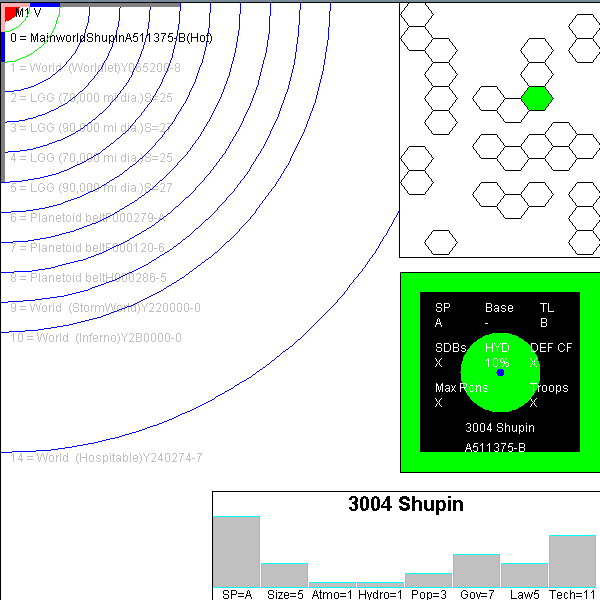 M1 V
0 = MainworldShupinA511375-B(Hot)
1 = World (Worldlet)Y065200-8
2 = LGG (70,000 mi dia.)S=25
3 = LGG (90,000 mi dia.)S=27
4 = LGG (70,000 mi dia.)S=25
5 = LGG (90,000 mi dia.)S=27
6 = Planetoid beltF000279-A
7 = Planetoid beltF000120-6
8 = Planetoid beltH000286-5
9 = World (StormWorld)Y220000-0
10 = World (Inferno)Y2B0000-0
14 = World (Hospitable)Y240274-7
SP Base TL
A - B
SDBs HYD DEF CF
X 10% X
Max Pons Troops
X X
3004 Shupin
A511375-B
3004 Shupin
SP=A Size=5 Atmo=1 Hydro=1 Pop=3 Gov=7 Law5 Tech=11